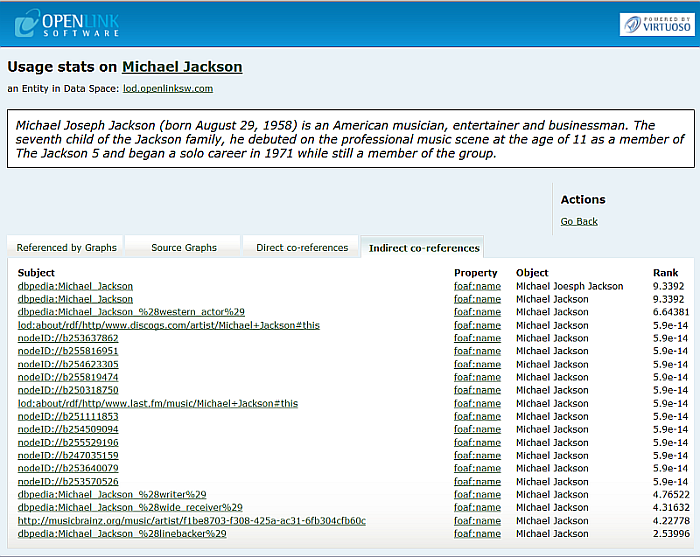 OPENLINK
SOFTWARE
POWERED BY
VIRTUOSO
Usage stats on Michael Jackson
an Entity in Data Space: lod.openlinksw.com
Michael Joseph Jackson (born August 29, 1958) is an American musician, entertainer and businessman. The
seventh child of the Jackson family, he debuted on the professional music scene at the age of 11 as a member of
The Jackson 5 and began a solo career in 1971 while still a member of the group.
Actions
Go Back
Referenced by Graphs Source Graphs Direct co-references Indirect co-references
Subject Property Object Rank
dbpedia:Michael_Jackson foaf:name Michael Joesph Jackson 9.3392
dbpedia:Michael_Jackson foaf:name Michael Jackson 9.3392
dbpedia:Michael_Jackson_%28western_actor%29 foaf:name Michael Jackson 6.64381
lod:about/rdf/http/www.discogs.com/artist/Michael+Jackson#this foaf:name Michael Jackson 5.9e-14
nodeID://b253637862 foaf:name Michael Jackson 5.9e-14
nodeID://b255816951 foaf:name Michael Jackson 5.9e-14
nodeID://b254623305 foaf:name Michael Jackson 5.9e-14
nodeID://b255819474 foaf:name Michael Jackson 5.9e-14
nodeID://b250318750 foaf:name Michael Jackson 5.9e-14
lod:about/rdf/http/www.last.fm/music/Michael+Jackson#this foaf:name Michael Jackson 5.9e-14
nodeID://b251111853 foaf:name Michael Jackson 5.9e-14
nodeID://b254509094 foaf:name Michael Jackson 5.9e-14
nodeID://b255529196 foaf:name Michael Jackson 5.9e-14
nodeID://b247035159 foaf:name Michael Jackson 5.9e-14
nodeID://b253640079 foaf:name Michael Jackson 5.9e-14
nodeID://b253570526 foaf:name Michael Jackson 5.9e-14
dbpedia:Michael_Jackson_%28writer%29 foaf:name Michael Jackson 4.76522
dbpedia:Michael_Jackson_%28wide_receiver%29 foaf:name Michael Jackson 4.31632
http://musicbrainz.org/music/artist/f1be8703-f308-425a-ac31-6fb304cfb60c foaf:name Michael Jackson 4.22778
dbpedia:Michael_Jackson_%28linebacker%29 foaf:name Michael Jackson 2.53996